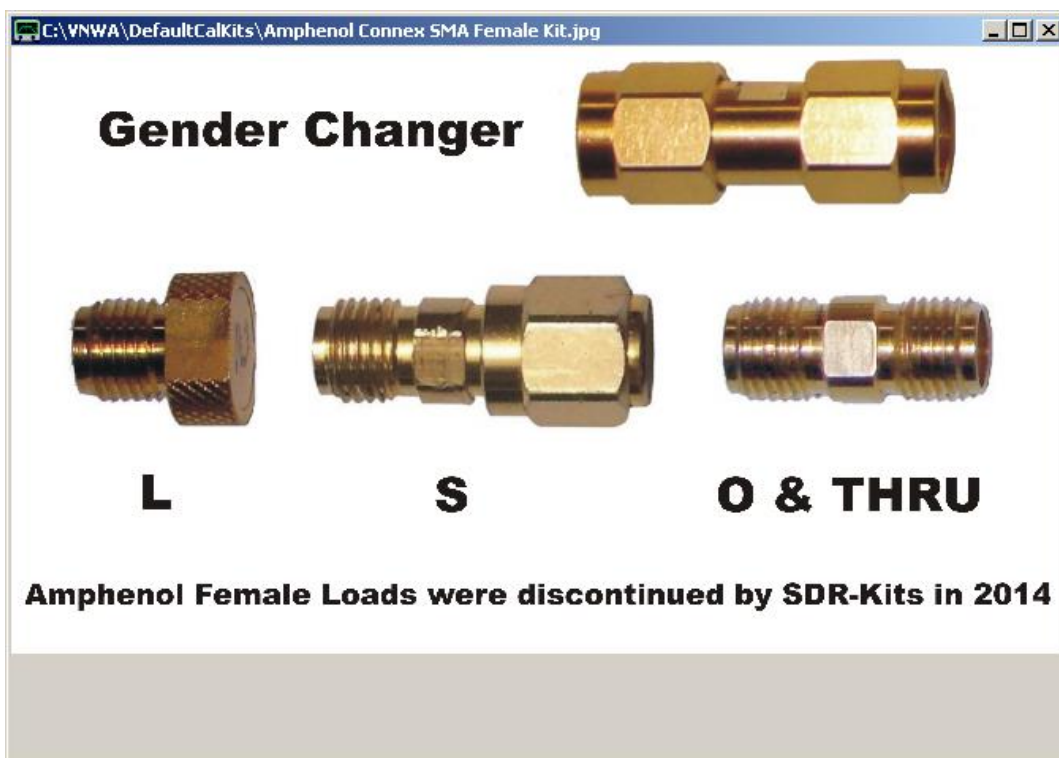 C:\VNWA\DefaultCalKits\Amphenol Connex SMA Female Kit.jpg
Gender Changer
L
S
O & THRU
Amphenol Female Loads were discontinued by SDR-Kits in 2014